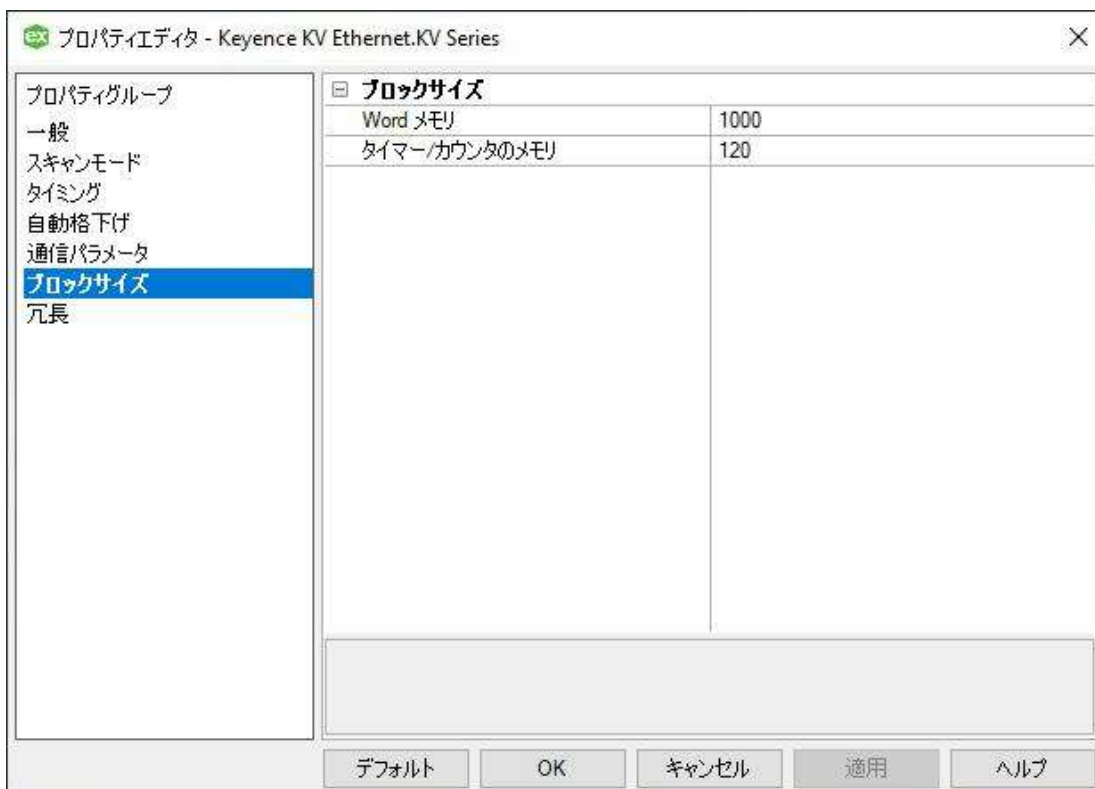 プロパティエディタ - Keyence KV Ethernet.KV Series
プロパティグループ
一般
スキャンモード
タイミング
自動格下げ
通信パラメータ
ブロックサイズ
冗長
ブロックサイズ
Word メモリ 1000
タイマー/カウンタのメモリ 120
デフォルト OK キャンセル 適用 ヘルプ